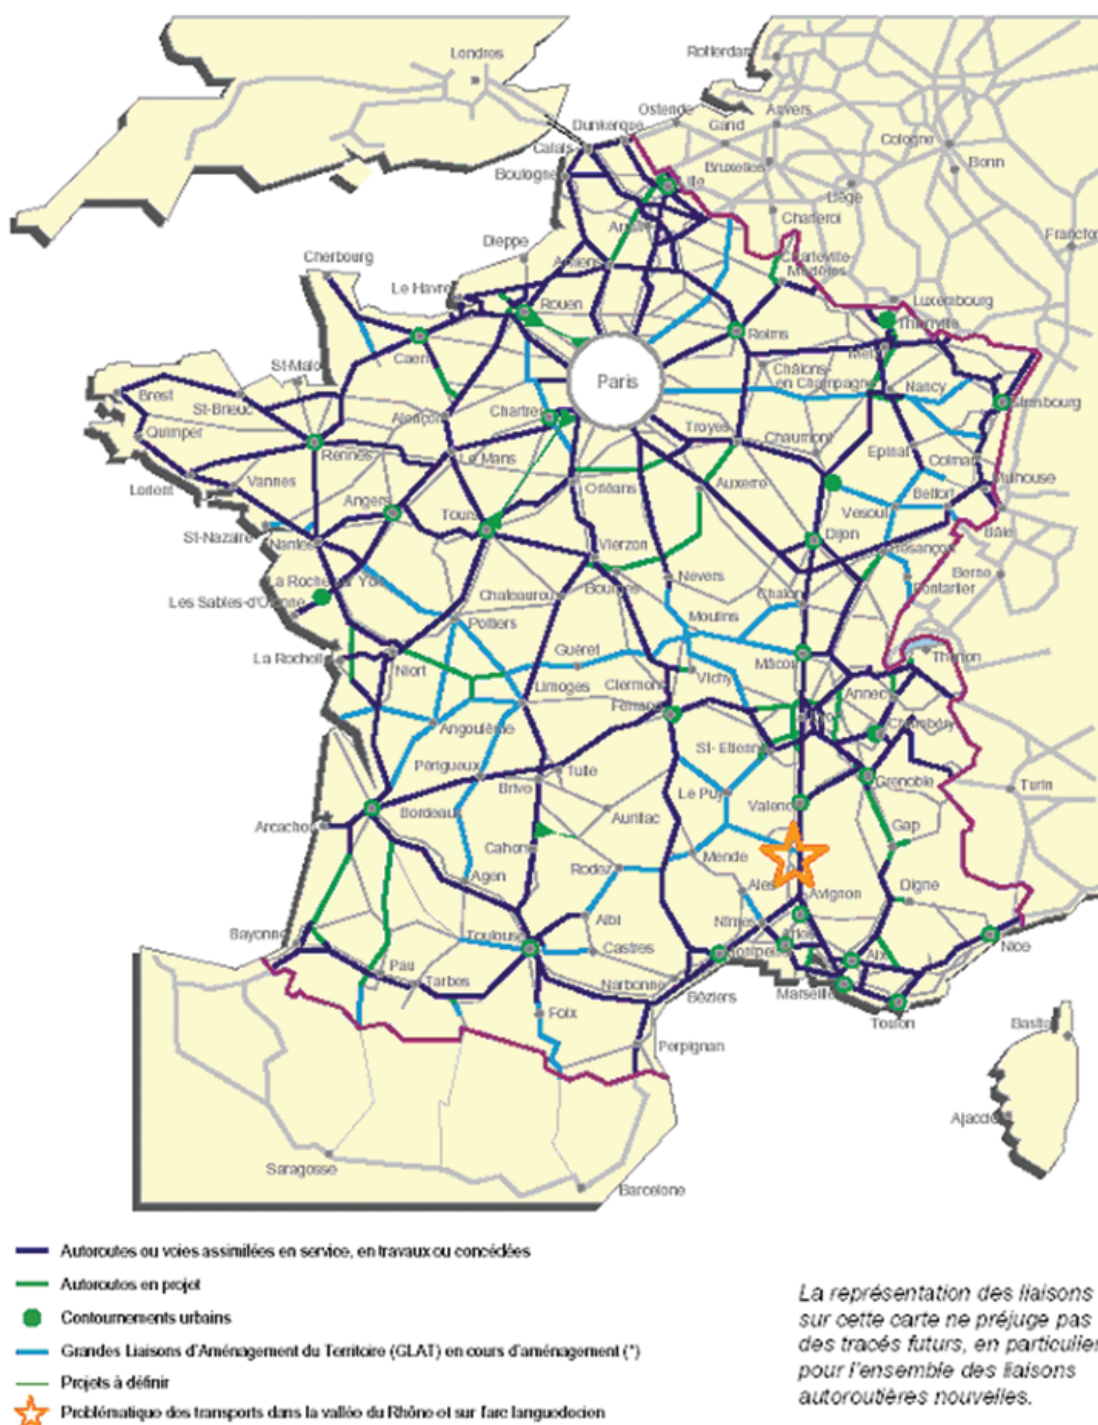 Londres
Rotterdam
Ostende
Anvers
Dunkerque
Gand
Cologne
Calais
Bruxelles
Bonn
Boulogne
Lille
Liège
Charleroi
Francfo
Dieppe
Amiens
Charleville
Mézières
Cherbourg
Le Havre
Rouen
Luxembourg
Thionville
Reims
Caen
Metz
St-Malo
Paris
Châlons-
en Champagne
Nancy
Brest
St-Brieuc
Alençon
Chartres
Strasbourg
Quimper
Troyes
Chaumont
Epinal
Colmar
Rennes
Le Mans
Lorient
Vannes
Orléans
Auxerre
Mulhouse
Angers
Tours
Belfort
Vesoul
St-Nazaire
Nantes
Dijon
Bâle
Vierzon
Besançon
La Roche sur Yon
Nevers
Berne
Les Sables-d'Olonne
Chateauroux
Bourges
Chalon
Pontarlier
Poitiers
Moulins
La Rochelle
Guéret
Mâcon
Thonon
Niort
Limoges
Clermont
Ferrand
Vichy
Annecy
Lyon
Angoulême
Chambéry
St-Etienne
Périgueux
Tulle
Brive
Grenoble
Turin
Le Puy
Valence
Arcachon
Bordeaux
Aurillac
Gap
Cahors
Rodez
Mende
Agen
Ales
Avignon
Digne
Albi
Nîmes
Bayonne
Toulouse
Castres
Montpellier
Arles
Aix
Nice
Pau
Tarbes
Narbonne
Béziers
Marseille
Foix
Toulon
Bastia
Perpignan
Ajaccio
Saragosse
Barcelone
Autoroutes ou voies assimilées en service, en travaux ou concédées
Autoroutes en projet
Contournements urbains
Grandes Liaisons d'Aménagement du Territoire (GLAT) en cours d'aménagement (*)
Projets à définir
Problématique des transports dans la vallée du Rhône et sur l'arc languedocien
La représentation des liaisons
sur cette carte ne préjuge pas
des tracés futurs, en particulier
pour l'ensemble des liaisons
autoroutières nouvelles.